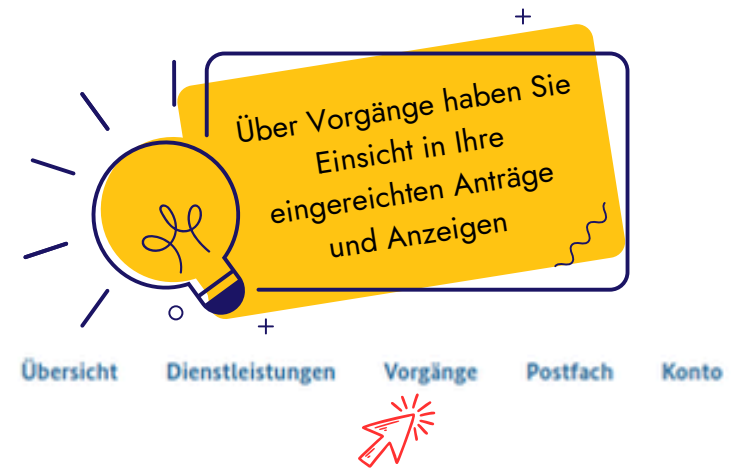 Über Vorgänge haben Sie
Einsicht in Ihre
eingereichten Anträge
und Anzeigen
Übersicht Dienstleistungen Vorgänge Postfach Konto